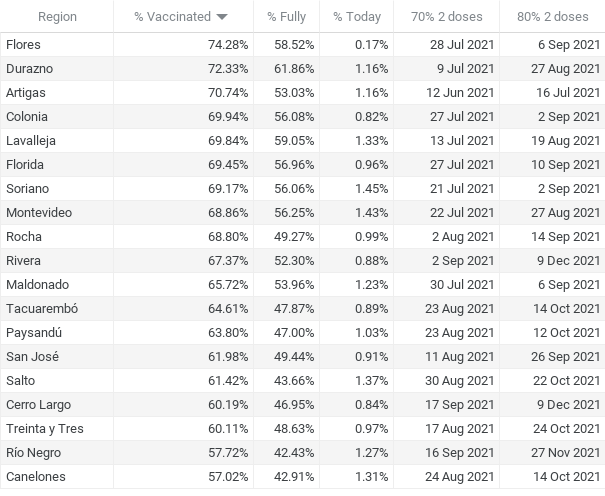 Region % Vaccinated % Fully % Today 70% 2 doses 80% 2 doses
Flores 74.28% 58.52% 0.17% 28 Jul 2021 6 Sep 2021
Durazno 72.33% 61.86% 1.16% 9 Jul 2021 27 Aug 2021
Artigas 70.74% 53.03% 1.16% 12 Jun 2021 16 Jul 2021
Colonia 69.94% 56.08% 0.82% 27 Jul 2021 2 Sep 2021
Lavalleja 69.84% 59.05% 1.33% 13 Jul 2021 19 Aug 2021
Florida 69.45% 56.96% 0.96% 27 Jul 2021 10 Sep 2021
Soriano 69.17% 56.06% 1.45% 21 Jul 2021 2 Sep 2021
Montevideo 68.86% 56.25% 1.43% 22 Jul 2021 27 Aug 2021
Rocha 68.80% 49.27% 0.99% 2 Aug 2021 14 Sep 2021
Rivera 67.37% 52.30% 0.88% 2 Sep 2021 9 Dec 2021
Maldonado 65.72% 53.96% 1.23% 30 Jul 2021 6 Sep 2021
Tacuarembó 64.61% 47.87% 0.89% 23 Aug 2021 14 Oct 2021
Paysandú 63.80% 47.00% 1.03% 23 Aug 2021 12 Oct 2021
San José 61.98% 49.44% 0.91% 11 Aug 2021 26 Sep 2021
Salto 61.42% 43.66% 1.37% 30 Aug 2021 22 Oct 2021
Cerro Largo 60.19% 46.95% 0.84% 17 Sep 2021 9 Dec 2021
Treinta y Tres 60.11% 48.63% 0.97% 17 Aug 2021 24 Oct 2021
Río Negro 57.72% 42.43% 1.27% 16 Sep 2021 27 Nov 2021
Canelones 57.02% 42.91% 1.31% 24 Aug 2021 14 Oct 2021